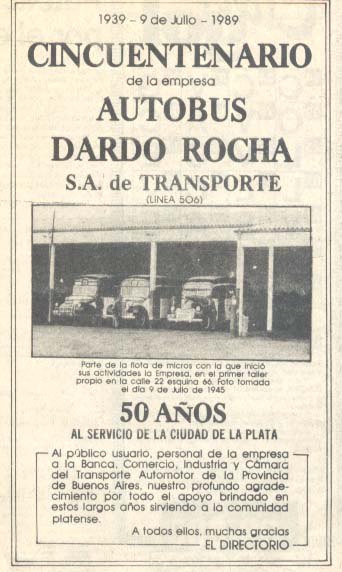 1939 - 9 de Julio - 1989
CINCUENTENARIO
de la empresa
AUTOBUS
DARDO ROCHA
S.A. de TRANSPORTE
(LINEA 506)
Parte de la flota de micros con la que inició
sus actividades la Empresa, en el primer taller
propio en la calle 22 esquina 66. Foto tomada
el día 9 de Julio de 1945
50 AÑOS
AL SERVICIO DE LA CIUDAD DE LA PLATA
Al público usuario, personal de la empresa
a la Banca, Comercio, Industria y Cámara
del Transporte Automotor de la Provincia
de Buenos Aires, nuestro profundo agrade-
cimiento por todo el apoyo brindado en
estos largos años sirviendo a la comunidad
platense.
A todos ellos, muchas gracias
EL DIRECTORIO